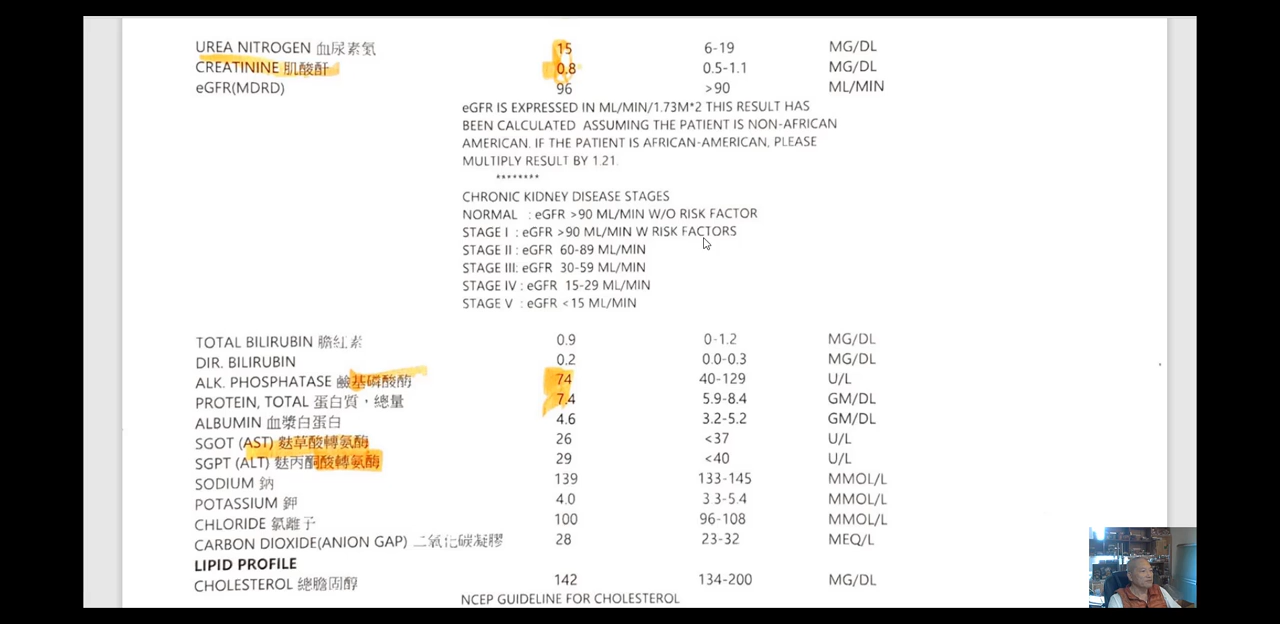 UREA NITROGEN 血尿素氮 15 6-19 MG/DL
CREATININE 肌酸酐 0.8 0.5-1.1 MG/DL
eGFR(MDRD) 96 >90 ML/MIN
eGFR IS EXPRESSED IN ML/MIN/1.73M*2 THIS RESULT HAS
BEEN CALCULATED ASSUMING THE PATIENT IS NON-AFRICAN
AMERICAN. IF THE PATIENT IS AFRICAN-AMERICAN, PLEASE
MULTIPLY RESULT BY 1.21.
********
CHRONIC KIDNEY DISEASE STAGES
NORMAL : eGFR >90 ML/MIN W/O RISK FACTOR
STAGE I : eGFR >90 ML/MIN W RISK FACTORS
STAGE II : eGFR 60-89 ML/MIN
STAGE III: eGFR 30-59 ML/MIN
STAGE IV : eGFR 15-29 ML/MIN
STAGE V : eGFR <15 ML/MIN
TOTAL BILIRUBIN 膽紅素 0.9 0-1.2 MG/DL
DIR. BILIRUBIN 0.2 0.0-0.3 MG/DL
ALK. PHOSPHATASE 鹼基磷酸酶 74 40-129 U/L
PROTEIN, TOTAL 蛋白質，總量 7.4 5.9-8.4 GM/DL
ALBUMIN 血漿白蛋白 4.6 3.2-5.2 GM/DL
SGOT (AST) 麩草酸轉氨酶 26 <37 U/L
SGPT (ALT) 麩丙酮酸轉氨酶 29 <40 U/L
SODIUM 鈉 139 133-145 MMOL/L
POTASSIUM 鉀 4.0 3.3-5.4 MMOL/L
CHLORIDE 氯離子 100 96-108 MMOL/L
CARBON DIOXIDE(ANION GAP) 二氧化碳凝膠 28 23-32 MEQ/L
LIPID PROFILE
CHOLESTEROL 總膽固醇 142 134-200 MG/DL
NCEP GUIDELINE FOR CHOLESTEROL